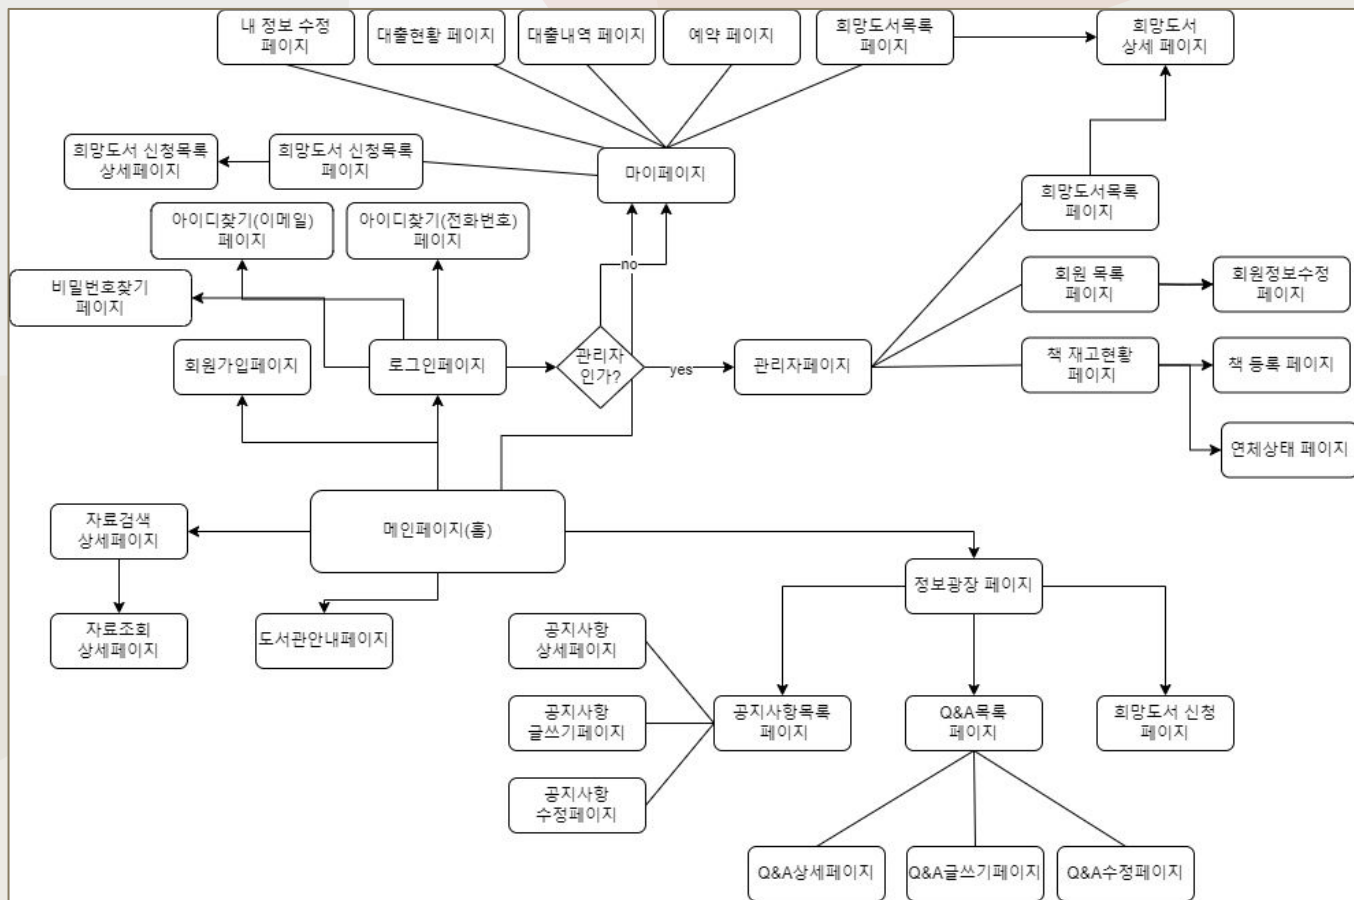 내 정보 수정
페이지
대출현황 페이지
대출내역 페이지
예약 페이지
희망도서목록
페이지
희망도서
상세 페이지
희망도서 신청목록
상세페이지
희망도서 신청목록
페이지
마이페이지
희망도서목록
페이지
아이디찾기(이메일)
페이지
아이디찾기(전화번호)
페이지
비밀번호찾기
페이지
no
회원 목록
페이지
회원정보수정
페이지
회원가입페이지
로그인페이지
관리자
인가?
yes
관리자페이지
책 재고현황
페이지
책 등록 페이지
연체상태 페이지
자료검색
상세페이지
메인페이지(홈)
정보광장 페이지
자료조회
상세페이지
도서관안내페이지
공지사항
상세페이지
공지사항
글쓰기페이지
공지사항목록
페이지
Q&A목록
페이지
희망도서 신청
페이지
공지사항
수정페이지
Q&A상세페이지
Q&A글쓰기페이지
Q&A수정페이지